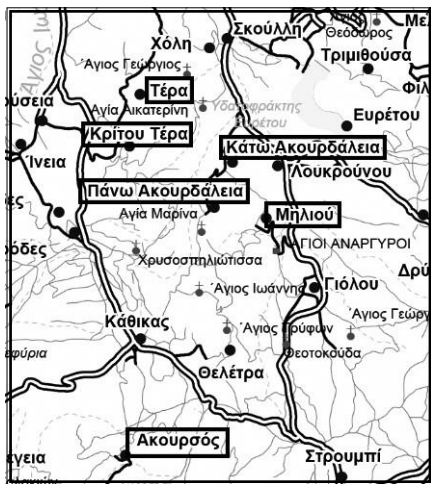 Άγιος
Θεόδωρος
Σκούλλη
Χόλη
Τριμιθούσα
Άγιος Γεώργιος
Τέρα
Αγία Αικατερίνη
Ευρέτου
Κρίτου Τέρα
Κάτω Ακουρδάλεια
Ίνεια
Λουκρούνου
Πάνω Ακουρδάλεια
Αγία Μαρίνα
Μηλιού
ΑΓΙΟΙ ΑΝΑΡΓΥΡΟΙ
Χρυσοσπηλιώτισσα
Άγιος Ιωάννης
Γιόλου
Κάθικας
Άγιος Τρύφων
Θεοτοκούδα
Θελέτρα
Ακουρσός
Στρουμπί